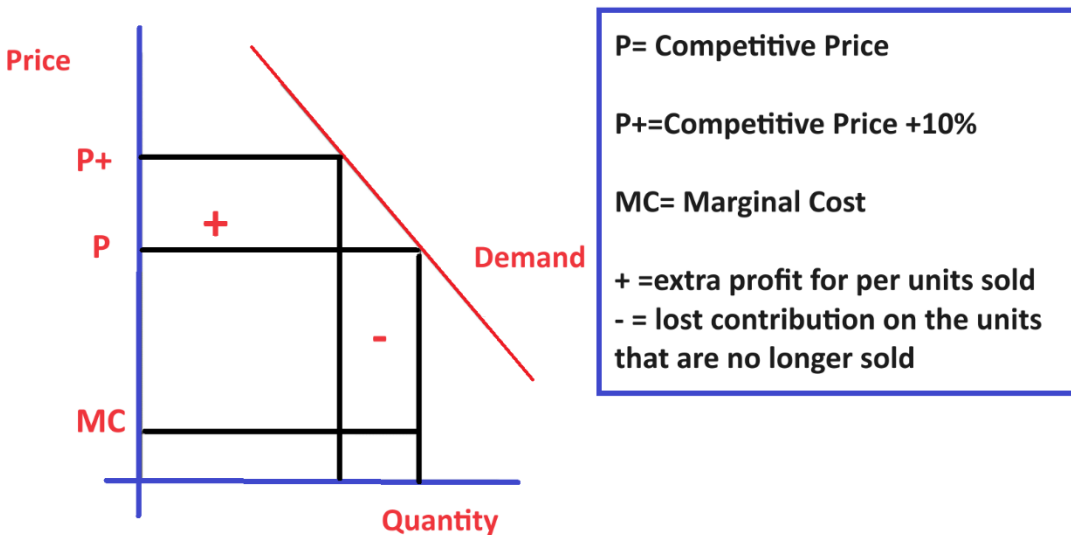 Price
P+
+
P
Demand
-
MC
Quantity
P= Competitive Price
P+=Competitive Price +10%
MC= Marginal Cost
+ =extra profit for per units sold
- = lost contribution on the units
that are no longer sold